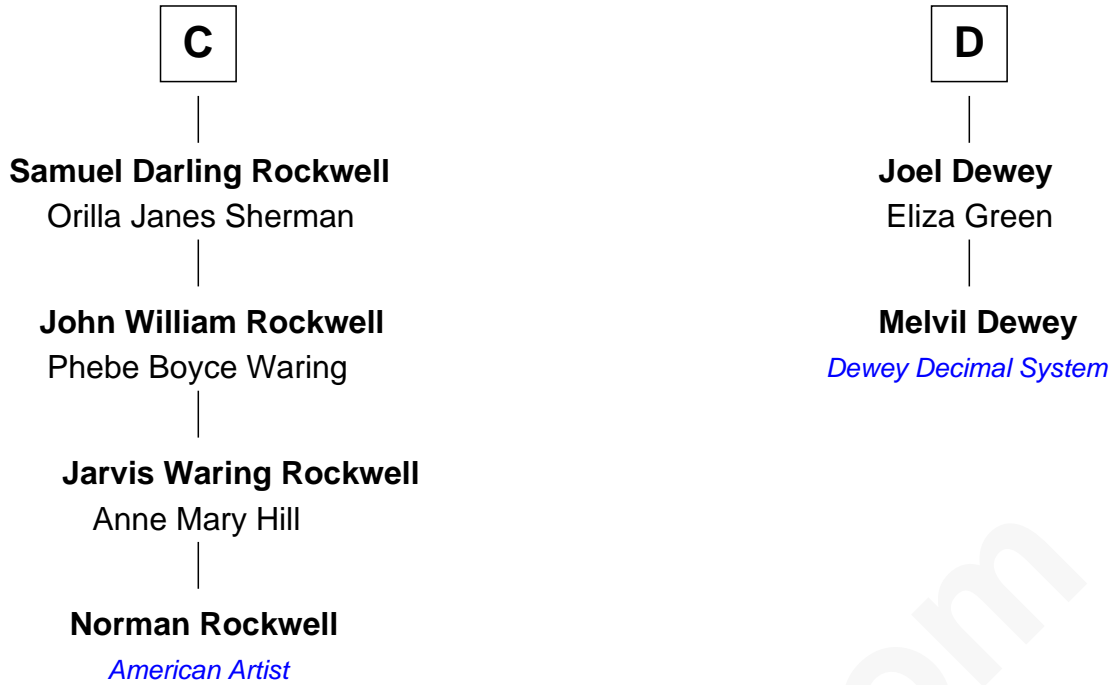 C
Samuel Darling Rockwell
Orilla Janes Sherman
John William Rockwell
Phebe Boyce Waring
Jarvis Waring Rockwell
Anne Mary Hill
Norman Rockwell
American Artist
D
Joel Dewey
Eliza Green
Melvil Dewey
Dewey Decimal System
om